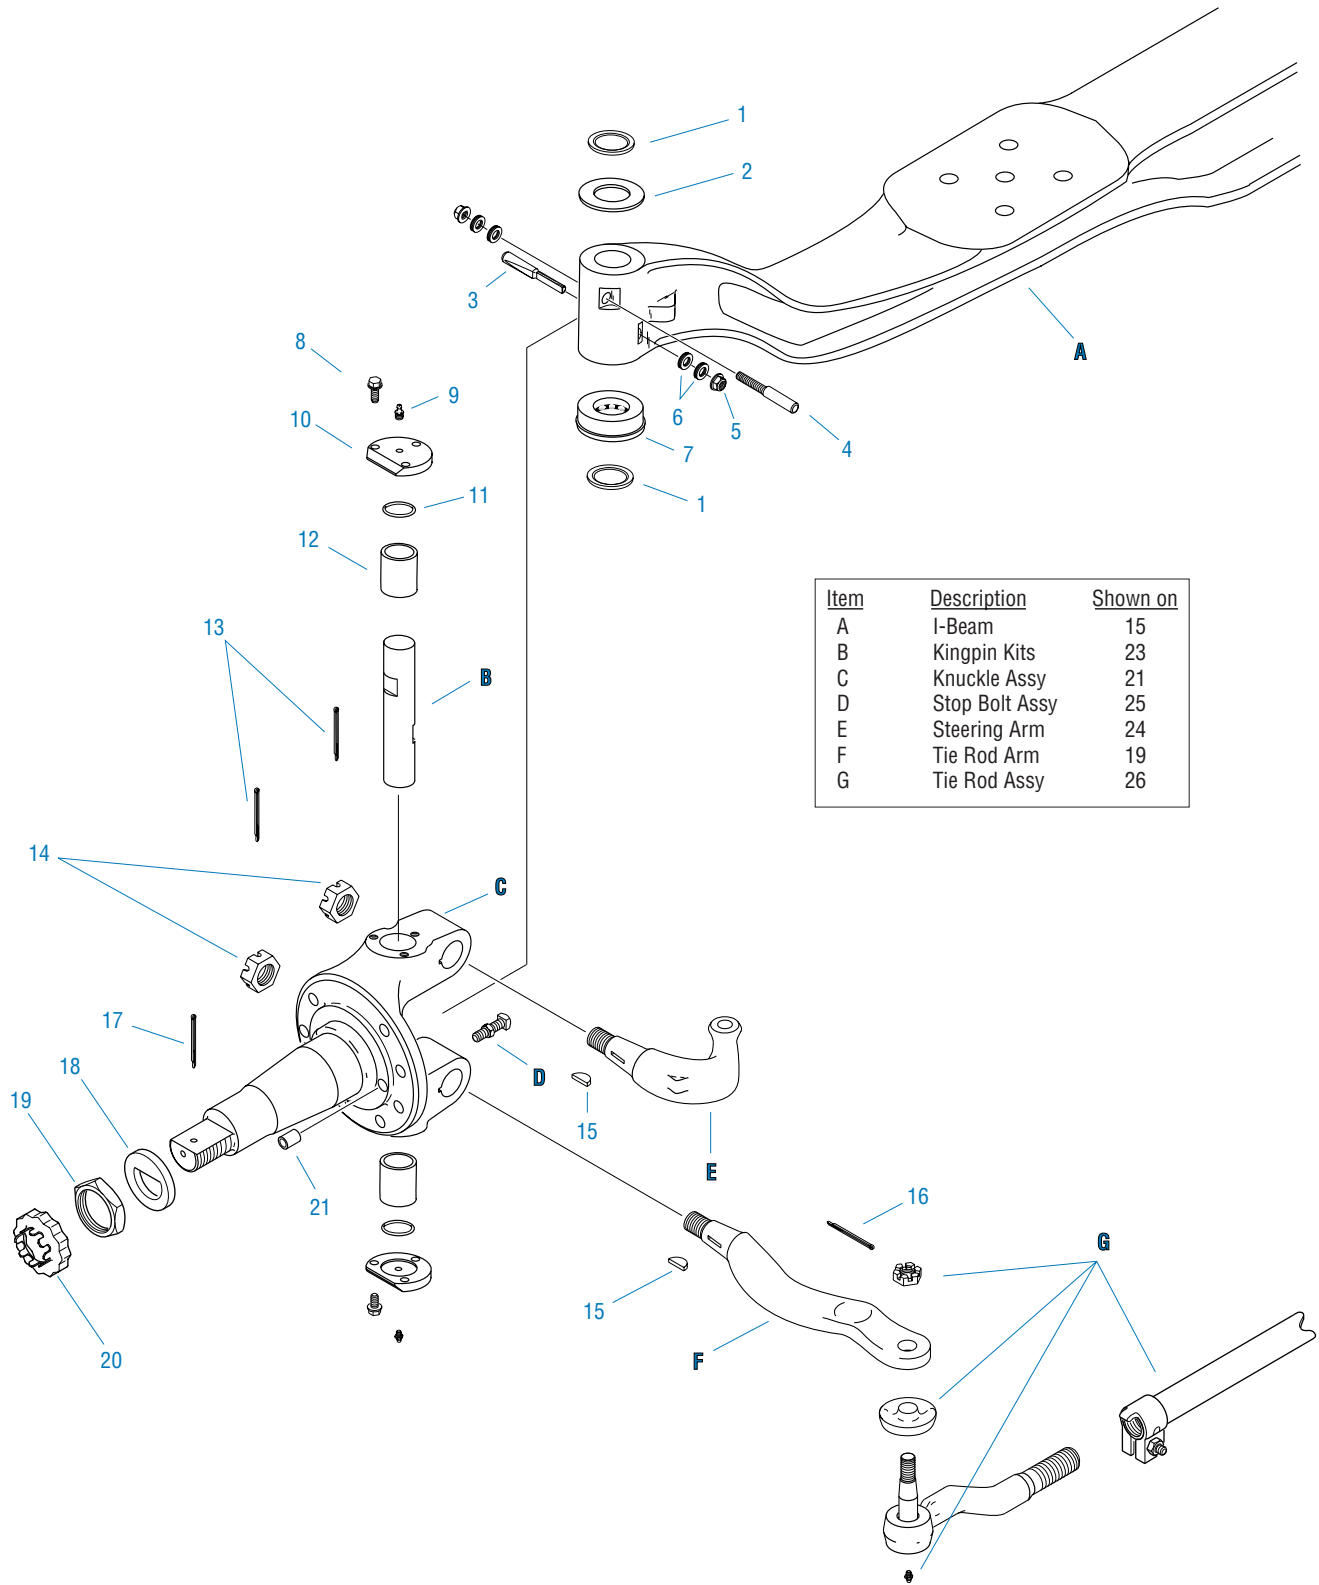 1
2
3
A
8
9
6
5
4
10
7
11
1
12
Item Description Shown on
A I-Beam 15
B Kingpin Kits 23
C Knuckle Assy 21
D Stop Bolt Assy 25
E Steering Arm 24
F Tie Rod Arm 19
G Tie Rod Assy 26
13
B
14
C
17
18
D
19
15
E
21
16
G
15
20
F